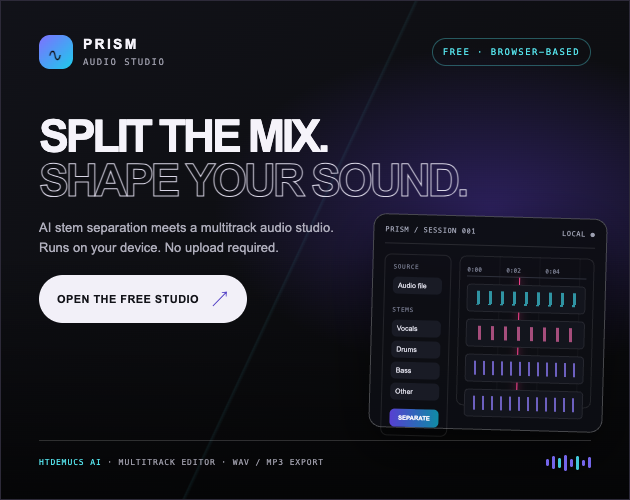 PRISM
AUDIO STUDIO
FREE · BROWSER-BASED
SPLIT THE MIX.
SHAPE YOUR SOUND.
AI stem separation meets a multitrack audio studio.
Runs on your device. No upload required.
OPEN THE FREE STUDIO
PRISM / SESSION 001
LOCAL
SOURCE
Audio file
STEMS
Vocals
Drums
Bass
Other
SEPARATE
0:00 0:02 0:04
HTDEMUCS AI · MULTITRACK EDITOR · WAV / MP3 EXPORT